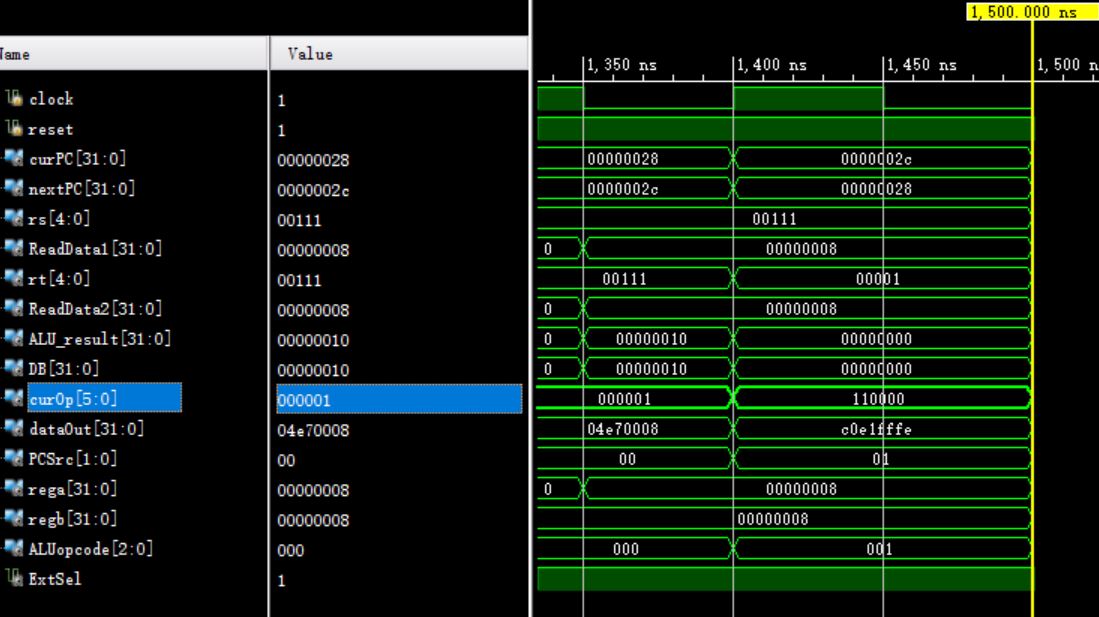 1,500.000 ns
Name Value
1,350 ns 1,400 ns 1,450 ns 1,500 n
clock 1
reset 1
curPC[31:0] 00000028 00000028 0000002c
nextPC[31:0] 0000002c 0000002c 00000028
rs[4:0] 00111 00111
ReadData1[31:0] 00000008 0 00000008
rt[4:0] 00111 00111 00001
ReadData2[31:0] 00000008 0 00000008
ALU_result[31:0] 00000010 0 00000010 00000000
DB[31:0] 00000010 0 00000010 00000000
curOp[5:0] 000001 000001 110000
dataOut[31:0] 04e70008 04e70008 c0e1fffe
PCSrc[1:0] 00 00 01
rega[31:0] 00000008 0 00000008
regb[31:0] 00000008 00000008
ALUopcode[2:0] 000 000 001
ExtSel 1